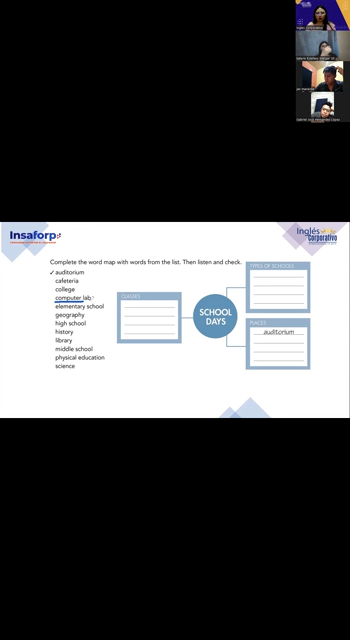 Inglés Corporativo
Insaforp
Inglés
Corporativo
Complete the word map with words from the list. Then listen and check.
✓ auditorium
cafeteria
college
computer lab
elementary school
geography
high school
history
library
middle school
physical education
science
CLASSES
SCHOOL
DAYS
TYPES OF SCHOOLS
PLACES
auditorium